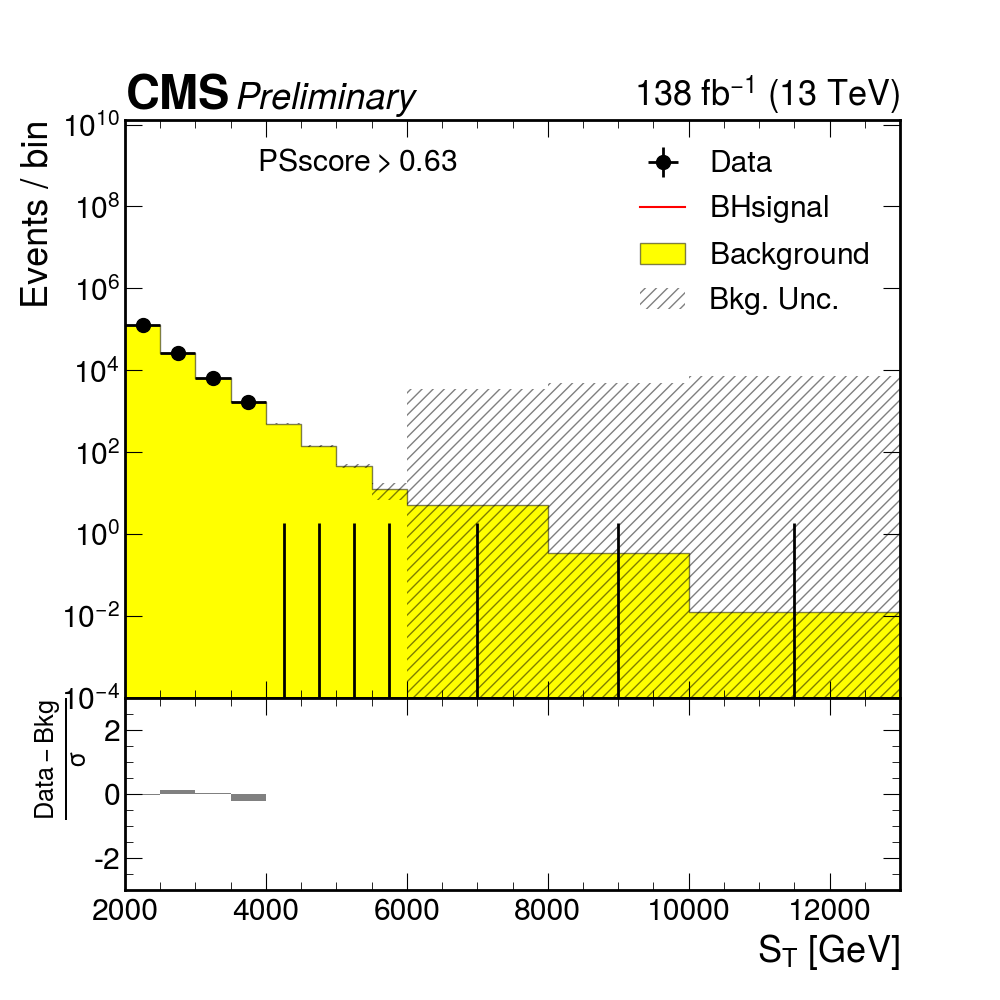 CMS Preliminary 138 fb⁻¹ (13 TeV)
Events / bin
10¹⁰
10⁸
10⁶
10⁴
10²
10⁰
10⁻²
10⁻⁴
PSscore > 0.63
Data
BHsignal
Background
Bkg. Unc.
Data – Bkg
σ
2
0
-2
2000 4000 6000 8000 10000 12000
S_T [GeV]